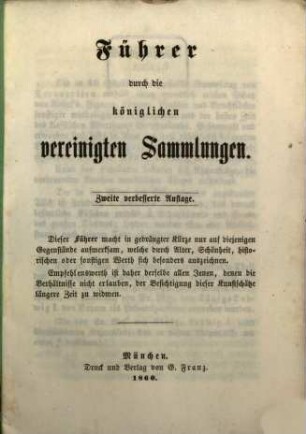 Führer
durch die
königlichen
vereinigten Sammlungen.
Zweite verbesserte Auflage.
Dieser Führer macht in gedrängter Kürze nur auf diejenigen
Gegenstände aufmerksam, welche durch Alter, Schönheit, histo-
rischen oder sonstigen Werth sich besonders auszeichnen.
Empfehlenswerth ist daher derselbe allen Jenen, denen die
Verhältnisse nicht erlauben, der Besichtigung dieser Kunstschätze
längere Zeit zu widmen.
München.
Druck und Verlag von G. Franz.
1860.